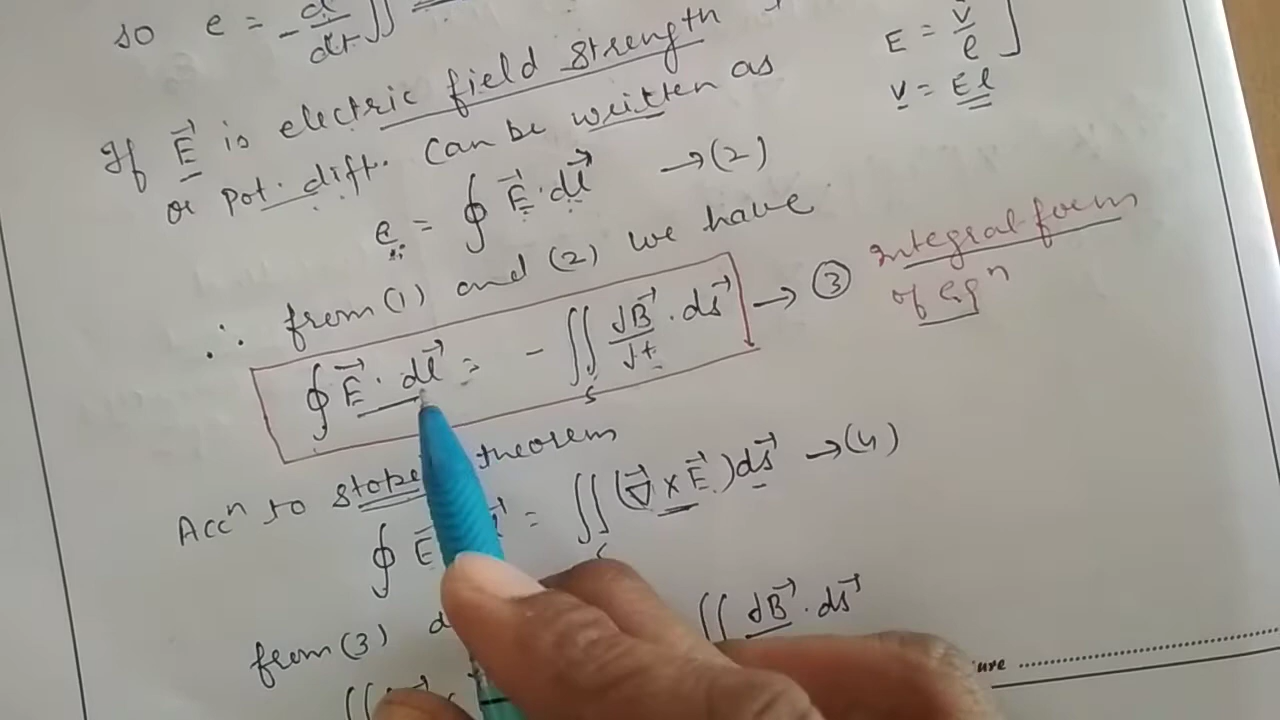 so e = - d/dt ∬
E = v/l ]
v = El
If E⃗ is electric field strength
or pot. diff. can be written as
e = ∮ E⃗ . dl⃗ → (2)
∴ from (1) and (2) we have
∮ E⃗ . dl⃗ = - ∬s dB⃗/dt . ds⃗ → ③ Integral form
of eqⁿ
Accⁿ to stoke theorem
∮ E⃗ = ∬s (∇⃗ x E⃗) ds⃗ → (4)
from (3)
∬ dB⃗ . ds⃗